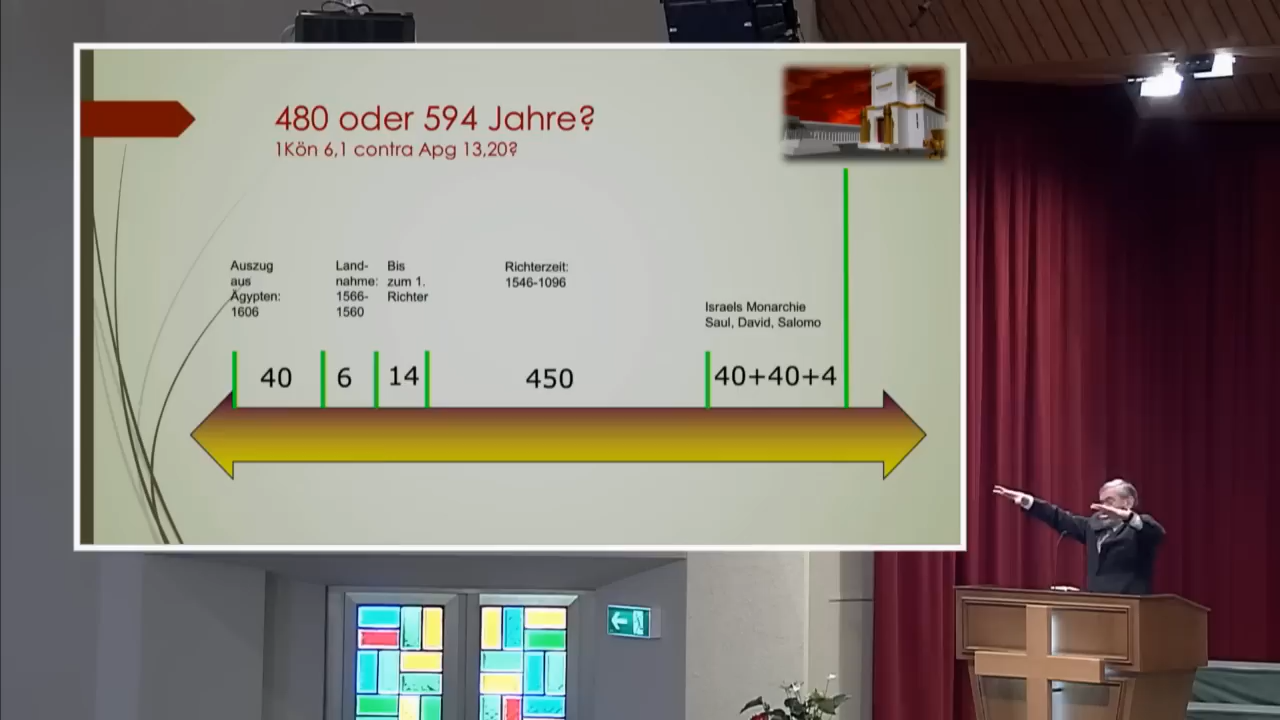 480 oder 594 Jahre?
1Kön 6,1 contra Apg 13,20?
Auszug
aus
Ägypten:
1606
Land-
nahme:
1566-
1560
Bis
zum 1.
Richter
Richterzeit:
1546-1096
Israels Monarchie
Saul, David, Salomo
40
6
14
450
40+40+4